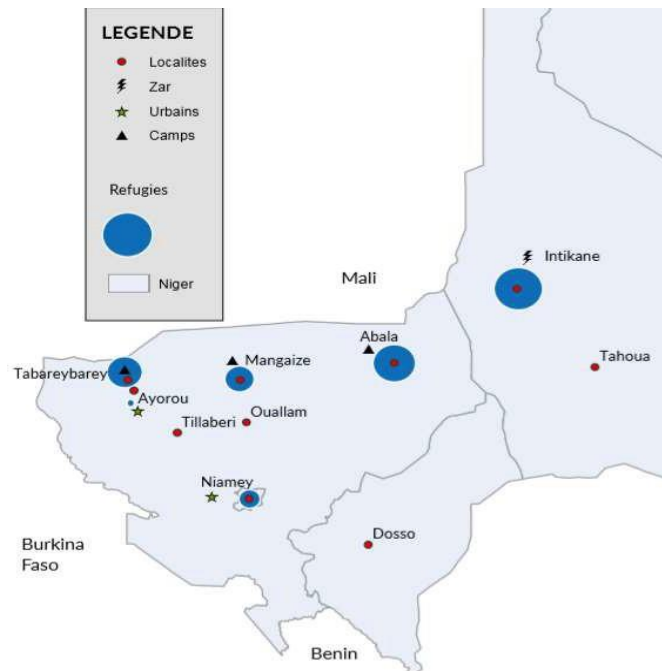 LEGENDE
Localites
Zar
Urbains
Camps
Refugies
Niger
Mali
Intikane
Abala
Tahoua
Mangaize
Tabareybarey
Ayorou
Ouallam
Tillaberi
Niamey
Dosso
Burkina
Faso
Benin